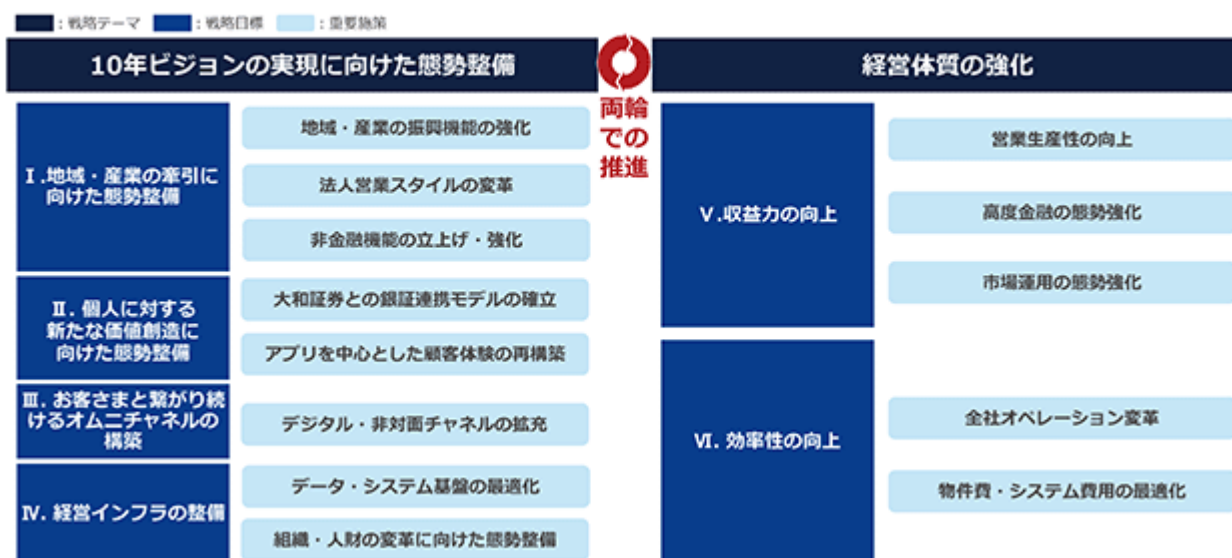 ：戦略テーマ ：戦略目標 ：重要施策
10年ビジョンの実現に向けた態勢整備
両輪
での
推進
経営体質の強化
Ⅰ.地域・産業の牽引に
向けた態勢整備
地域・産業の振興機能の強化
法人営業スタイルの変革
非金融機能の立上げ・強化
Ⅱ. 個人に対する
新たな価値創造に
向けた態勢整備
大和証券との銀証連携モデルの確立
アプリを中心とした顧客体験の再構築
Ⅲ. お客さまと繋がり続
けるオムニチャネルの
構築
デジタル・非対面チャネルの拡充
Ⅳ. 経営インフラの整備
データ・システム基盤の最適化
組織・人財の変革に向けた態勢整備
Ⅴ.収益力の向上
営業生産性の向上
高度金融の態勢強化
市場運用の態勢強化
Ⅵ. 効率性の向上
全社オペレーション変革
物件費・システム費用の最適化